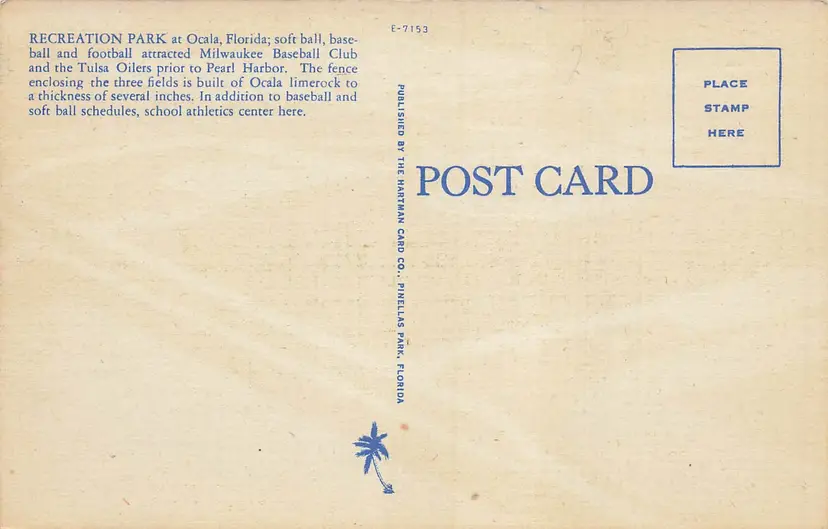 RECREATION PARK at Ocala, Florida; soft ball, base-
ball and football attracted Milwaukee Baseball Club
and the Tulsa Oilers prior to Pearl Harbor. The fence
enclosing the three fields is built of Ocala limerock to
a thickness of several inches. In addition to baseball and
soft ball schedules, school athletics center here.
E-7153
PUBLISHED BY THE HARTMAN CARD CO., PINELLAS PARK, FLORIDA
POST CARD
PLACE
STAMP
HERE